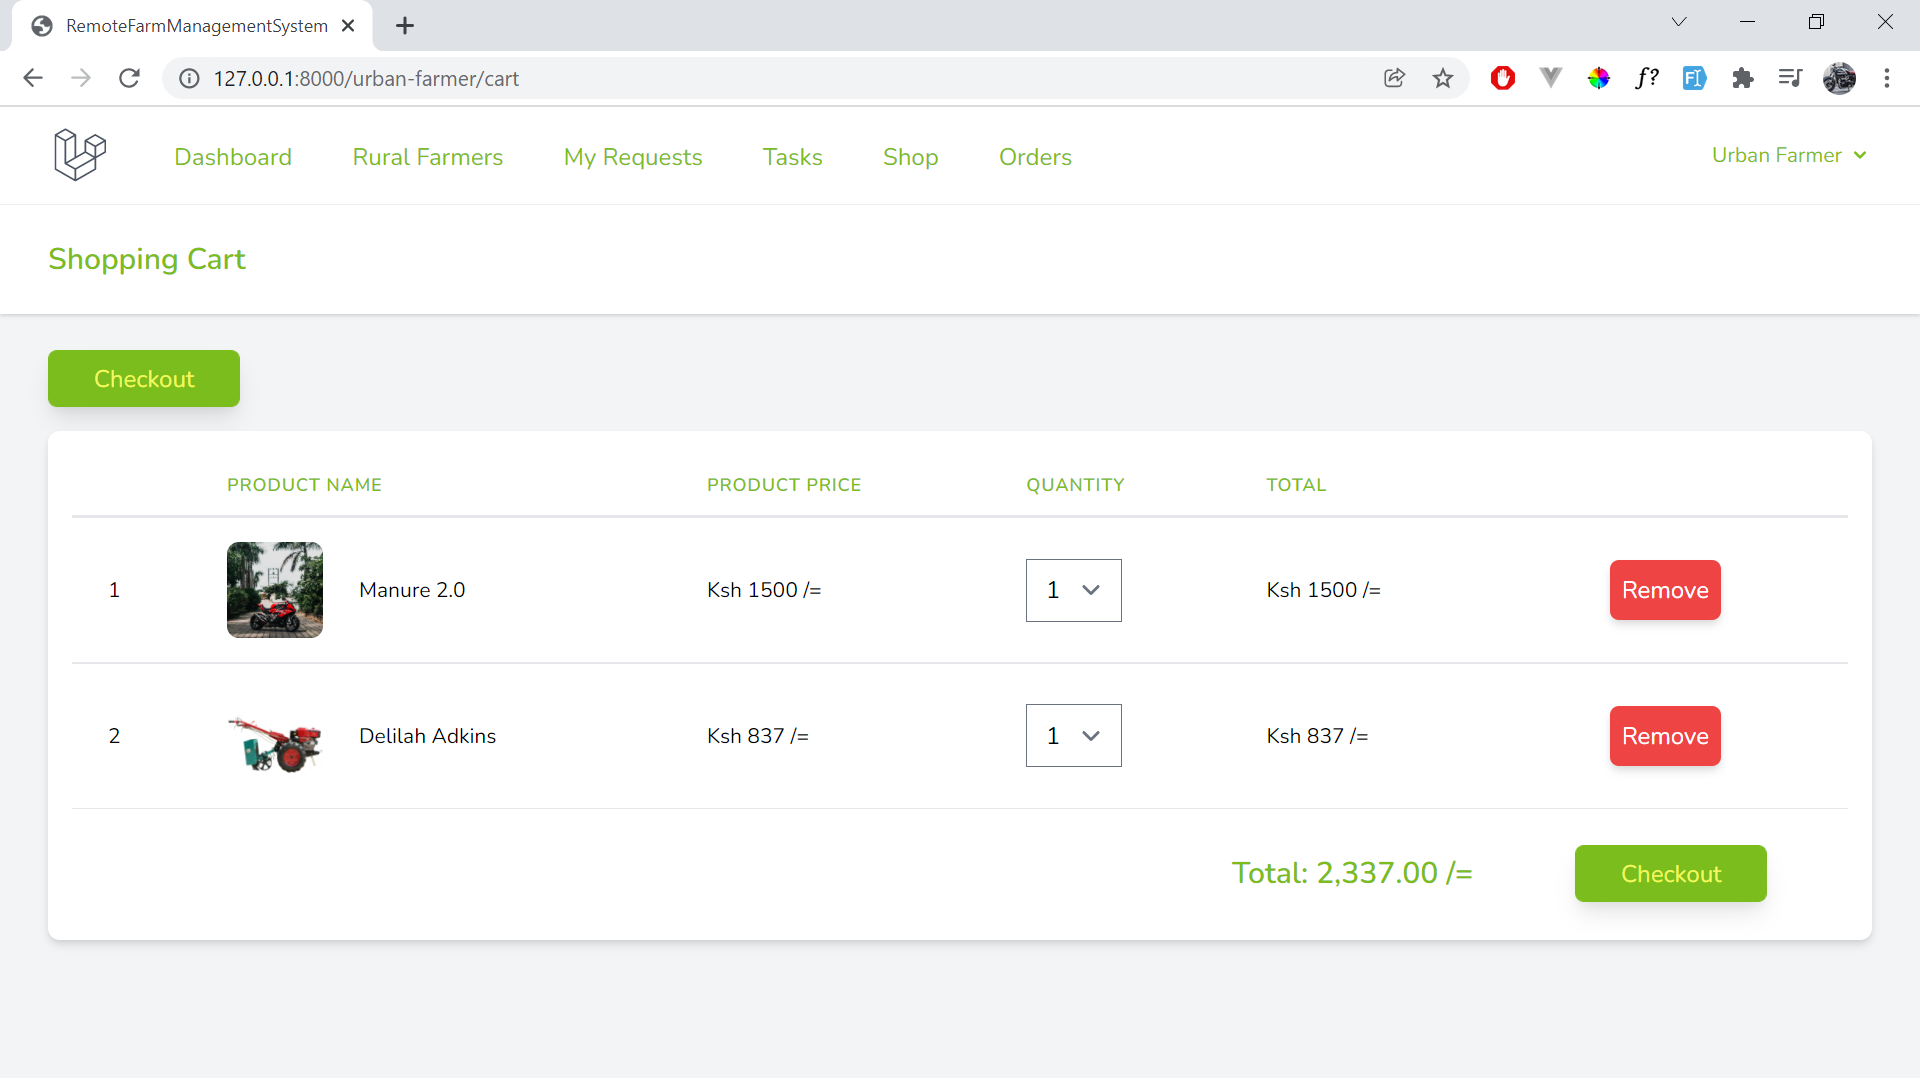 RemoteFarmManagementSystem
127.0.0.1:8000/urban-farmer/cart
f?
Dashboard Rural Farmers My Requests Tasks Shop Orders Urban Farmer
Shopping Cart
Checkout
PRODUCT NAME PRODUCT PRICE QUANTITY TOTAL
1 Manure 2.0 Ksh 1500 /= 1 Ksh 1500 /= Remove
2 Delilah Adkins Ksh 837 /= 1 Ksh 837 /= Remove
Total: 2,337.00 /= Checkout